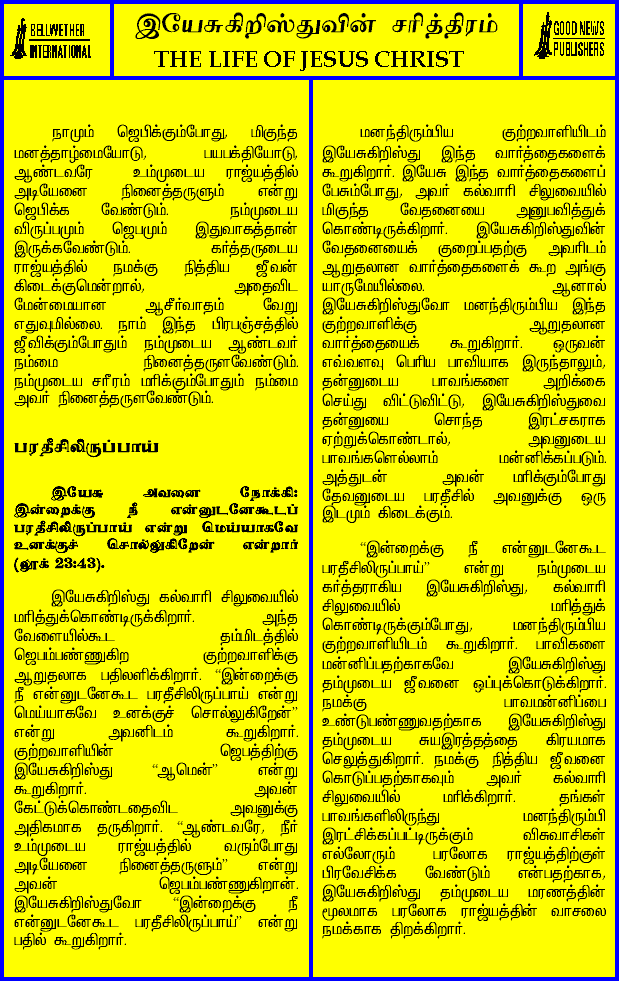 BELLWETHER
INTERNATIONAL
இயேசுகிறிஸ்துவின் சரித்திரம்
THE LIFE OF JESUS CHRIST
GOOD NEWS
PUBLISHERS
நாமும் ஜெபிக்கும்போது, மிகுந்த
மனத்தாழ்மையோடு, பயபக்தியோடு,
ஆண்டவரே உம்முடைய ராஜ்யத்தில்
அடியேனை நினைத்தருளும் என்று
ஜெபிக்க வேண்டும். நம்முடைய
விருப்பமும் ஜெபமும் இதுவாகத்தான்
இருக்கவேண்டும். கர்த்தருடைய
ராஜ்யத்தில் நமக்கு நித்திய ஜீவன்
கிடைக்குமென்றால், அதைவிட
மேன்மையான ஆசீர்வாதம் வேறு
எதுவுமில்லை. நாம் இந்த பிரபஞ்சத்தில்
ஜீவிக்கும்போதும் நம்முடைய ஆண்டவர்
நம்மை நினைத்தருளவேண்டும்.
நம்முடைய சரீரம் மரிக்கும்போதும் நம்மை
அவர் நினைத்தருளவேண்டும்.
பரதீசிலிருப்பாய்
இயேசு அவனை நோக்கி:
இன்றைக்கு நீ என்னுடனேகூடப்
பரதீசிலிருப்பாய் என்று மெய்யாகவே
உனக்குச் சொல்லுகிறேன் என்றார்
(லூக் 23:43).
இயேசுகிறிஸ்து கல்வாரி சிலுவையில்
மரித்துக்கொண்டிருக்கிறார். அந்த
வேளையில்கூட தம்மிடத்தில்
ஜெபம்பண்ணுகிற குற்றவாளிக்கு
ஆறுதலாக பதிலளிக்கிறார். “இன்றைக்கு
நீ என்னுடனேகூட பரதீசிலிருப்பாய் என்று
மெய்யாகவே உனக்குச் சொல்லுகிறேன்”
என்று அவனிடம் கூறுகிறார்.
குற்றவாளியின் ஜெபத்திற்கு
இயேசுகிறிஸ்து “ஆமென்” என்று
கூறுகிறார். அவன்
கேட்டுக்கொண்டதைவிட அவனுக்கு
அதிகமாக தருகிறார். “ஆண்டவரே, நீர்
உம்முடைய ராஜ்யத்தில் வரும்போது
அடியேனை நினைத்தருளும்” என்று
அவன் ஜெபம்பண்ணுகிறான்.
இயேசுகிறிஸ்துவோ “இன்றைக்கு நீ
என்னுடனேகூட பரதீசிலிருப்பாய்” என்று
பதில் கூறுகிறார்.
மனந்திரும்பிய குற்றவாளியிடம்
இயேசுகிறிஸ்து இந்த வார்த்தைகளைக்
கூறுகிறார். இயேசு இந்த வார்த்தைகளைப்
பேசும்போது, அவர் கல்வாரி சிலுவையில்
மிகுந்த வேதனையை அனுபவித்துக்
கொண்டிருக்கிறார். இயேசுகிறிஸ்துவின்
வேதனையைக் குறைப்பதற்கு அவரிடம்
ஆறுதலான வார்த்தைகளைக் கூற அங்கு
யாருமேயில்லை. ஆனால்
இயேசுகிறிஸ்துவோ மனந்திரும்பிய இந்த
குற்றவாளிக்கு ஆறுதலான
வார்த்தையைக் கூறுகிறார். ஒருவன்
எவ்வளவு பெரிய பாவியாக இருந்தாலும்,
தன்னுடைய பாவங்களை அறிக்கை
செய்து விட்டுவிட்டு, இயேசுகிறிஸ்துவை
தன்னுயை சொந்த இரட்சகராக
ஏற்றுக்கொண்டால், அவனுடைய
பாவங்களெல்லாம் மன்னிக்கப்படும்.
அத்துடன் அவன் மரிக்கும்போது
தேவனுடைய பரதீசில் அவனுக்கு ஒரு
இடமும் கிடைக்கும்.
“இன்றைக்கு நீ என்னுடனேகூட
பரதீசிலிருப்பாய்” என்று நம்முடைய
கர்த்தராகிய இயேசுகிறிஸ்து, கல்வாரி
சிலுவையில் மரித்துக்
கொண்டிருக்கும்போது, மனந்திரும்பிய
குற்றவாளியிடம் கூறுகிறார். பாவிகளை
மன்னிப்பதற்காகவே இயேசுகிறிஸ்து
தம்முடைய ஜீவனை ஒப்புக்கொடுக்கிறார்.
நமக்கு பாவமன்னிப்பை
உண்டுபண்ணுவதற்காக இயேசுகிறிஸ்து
தம்முடைய சுயஇரத்தத்தை கிரயமாக
செலுத்துகிறார். நமக்கு நித்திய ஜீவனை
கொடுப்பதற்காகவும் அவர் கல்வாரி
சிலுவையில் மரிக்கிறார். தங்கள்
பாவங்களிலிருந்து மனந்திரும்பி
இரட்சிக்கப்பட்டிருக்கும் விசுவாசிகள்
எல்லோரும் பரலோக ராஜ்யத்திற்குள்
பிரவேசிக்க வேண்டும் என்பதற்காக,
இயேசுகிறிஸ்து தம்முடைய மரணத்தின்
மூலமாக பரலோக ராஜ்யத்தின் வாசலை
நமக்காக திறக்கிறார்.